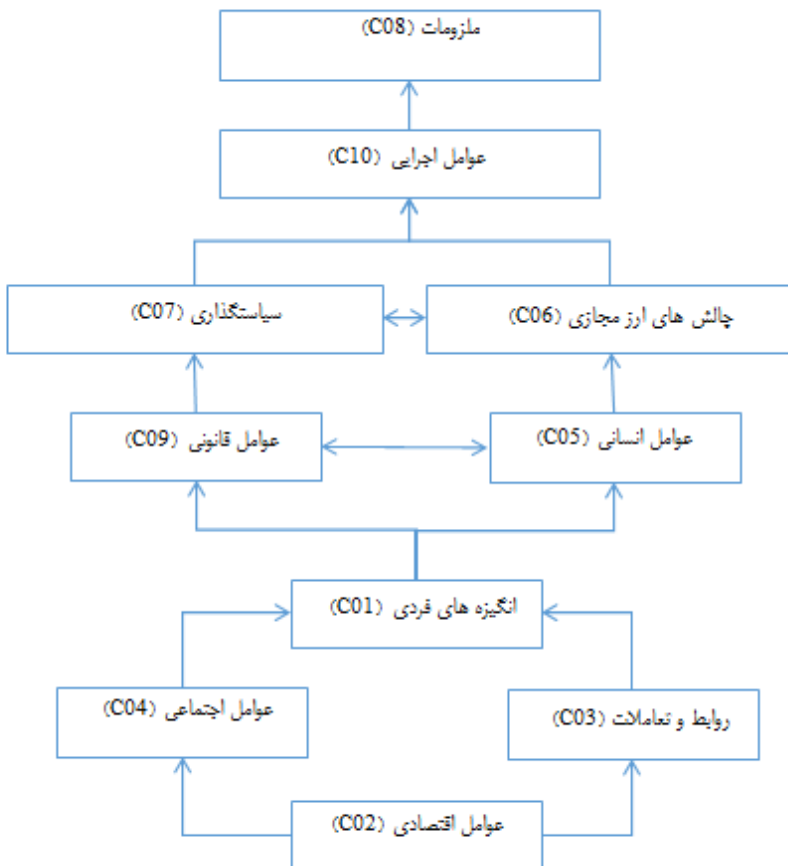 ملزومات (C08)
عوامل اجرایی (C10)
چالش های ارز مجازی (C06)
سیاستگذاری (C07)
عوامل انسانی (C05)
عوامل قانونی (C09)
انگیزه های فردی (C01)
روابط و تعاملات (C03)
عوامل اجتماعی (C04)
عوامل اقتصادی (C02)